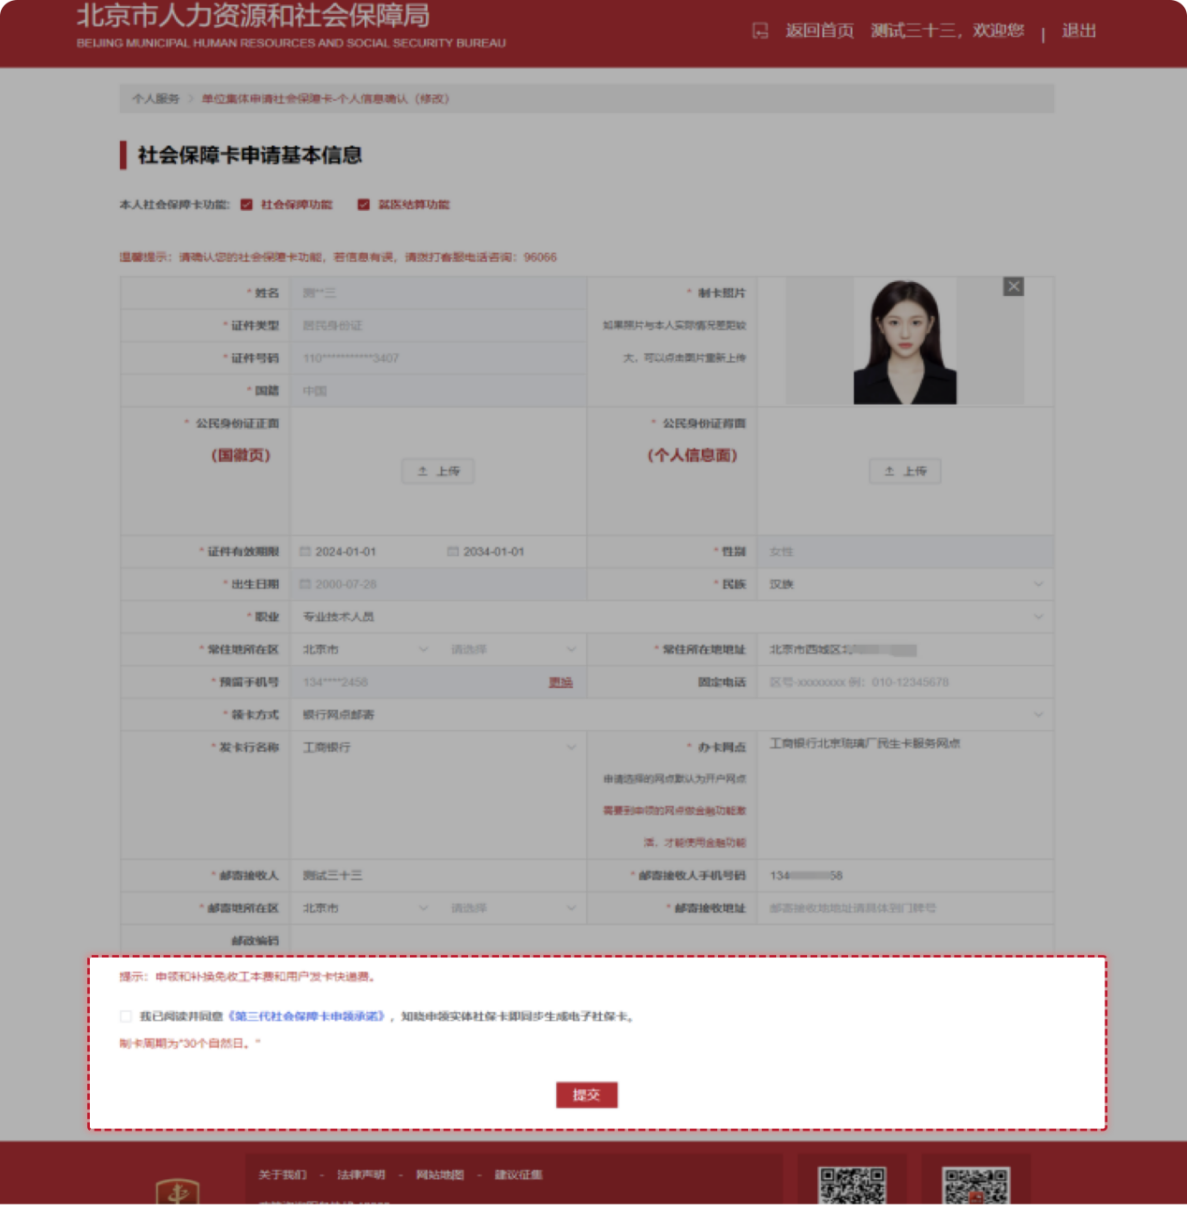 北京市人力资源和社会保障局
BEIJING MUNICIPAL HUMAN RESOURCES AND SOCIAL SECURITY BUREAU
返回首页 测试三十三，欢迎您 | 退出
个人服务 > 单位集体申请社会保障卡-个人信息确认（修改）
社会保障卡申请基本信息
本人社会保障卡功能: 社会保障功能 就医结算功能
温馨提示：请确认您的社会保障卡功能，若信息有误，请拨打客服电话咨询：96066
* 姓名 测**三
* 制卡照片
* 证件类型 居民身份证
如果照片与本人实际情况差距较
* 证件号码 110***********3407
大，可以点击图片重新上传
* 国籍 中国
* 公民身份证正面
(国徽页)
上传
* 公民身份证背面
(个人信息面)
上传
* 证件有效期限 2024-01-01 2034-01-01 * 性别 女性
* 出生日期 2000-07-28 * 民族 汉族
* 职业 专业技术人员
* 常住地所在区 北京市 请选择 * 常住所在地地址 北京市西城区北
* 预留手机号 134****2458 更换 固定电话 区号-xxxxxxxx 例：010-12345678
* 领卡方式 银行网点邮寄
* 发卡行名称 工商银行 * 办卡网点 工商银行北京琉璃厂民生卡服务网点
申请选择的网点默认为开户网点
需要到申领的网点做金融功能激
活，才能使用金融功能
* 邮寄接收人 测试三十三 * 邮寄接收人手机号码 134 58
* 邮寄地所在区 北京市 请选择 * 邮寄接收地址 邮寄接收地地址请具体到门牌号
邮政编码
提示：申领和补换免收工本费和用户发卡快递费。
我已阅读并同意《第三代社会保障卡申领承诺》，知晓申领实体社保卡即同步生成电子社保卡。
制卡周期为"30个自然日。"
提交
关于我们 - 法律声明 - 网站地图 - 建议征集